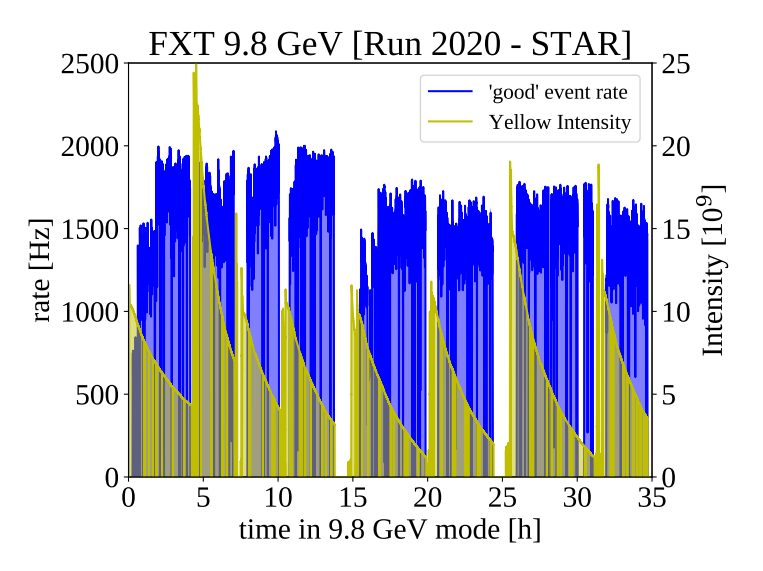 FXT 9.8 GeV [Run 2020 - STAR]
2500
2000
1500
1000
500
0
rate [Hz]
'good' event rate
Yellow Intensity
25
20
15
10
5
0
Intensity [10⁹]
0 5 10 15 20 25 30 35
time in 9.8 GeV mode [h]